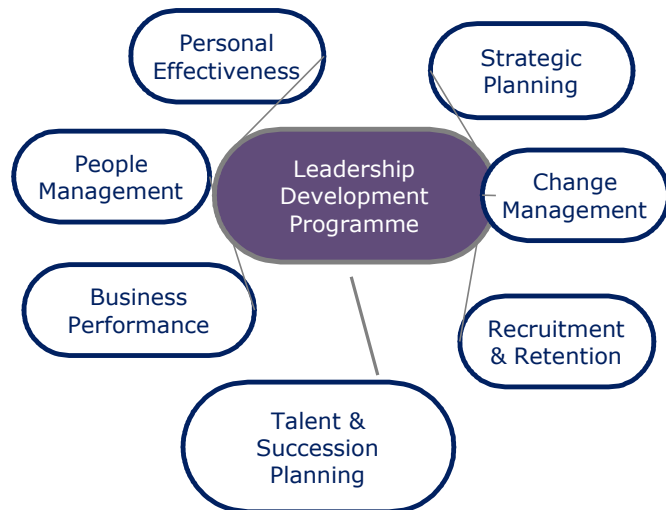 Personal
Effectiveness
Strategic
Planning
People
Management
Leadership
Development
Programme
Change
Management
Business
Performance
Recruitment
& Retention
Talent &
Succession
Planning